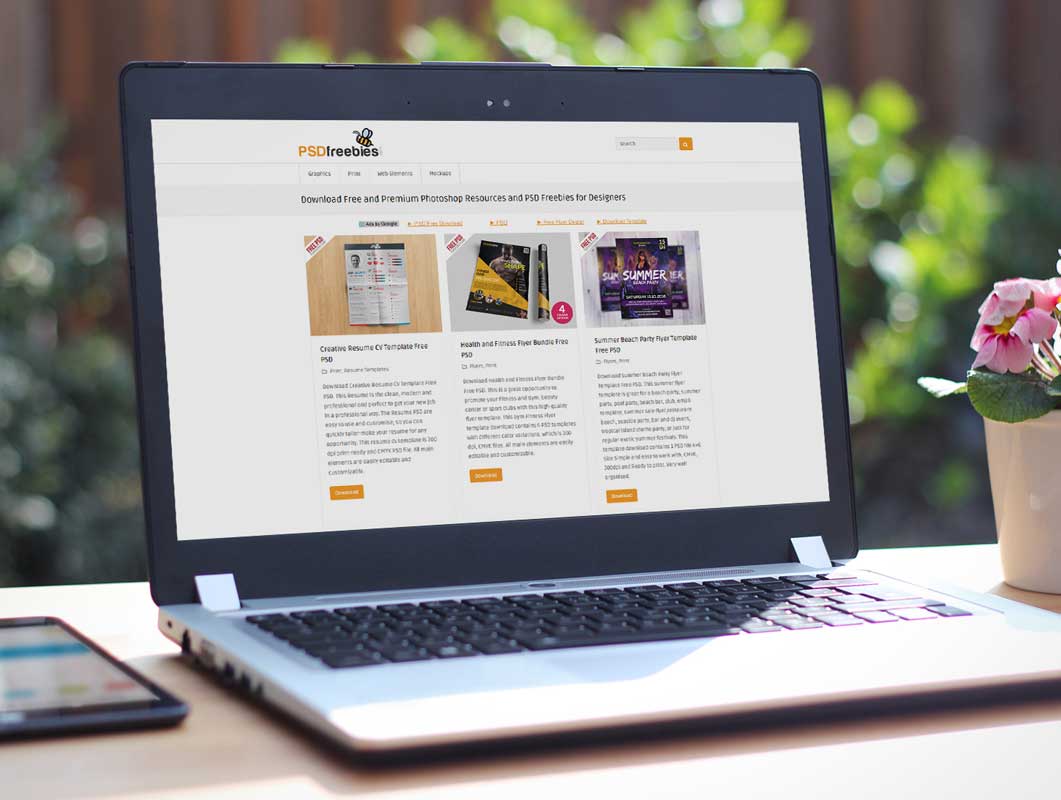 PSDfreebies
Search
Graphics Print Web Elements Mockups
Download Free and Premium Photoshop Resources and PSD Freebies for Designers
Ads by Google ► PSD Free Download ► PSD ► Free Flyer Design ► Download Template
FREE PSD
FREE PSD
SHAPE
4
FREE PSD
SUMMER
BEACH PARTY
Creative Resume CV Template Free
PSD
Print, Resume Templates
Download Creative Resume CV Template Free
PSD. This Resume is the clean, modern and
professional and perfect to get your new job
in a professional way. The Resume PSD are
easy to use and customise, so you can
quickly tailor-make your resume for any
opportunity. This resume cv template is 300
dpi print-ready and CMYK PSD file. All main
elements are easily editable and
customizable.
Download
Health and Fitness Flyer Bundle Free
PSD
Flyers, Print
Download Health and Fitness Flyer Bundle
Free PSD. This is a great opportunity to
promote your fitness and gym, beauty
center or sport clubs with this high-quality
flyer template. This Gym Fitness Flyer
template download contains 4 PSD templates
with different color variations, which is 300
dpi, CMYK files. All main elements are easily
editable and customizable.
Download
Summer Beach Party Flyer Template
Free PSD
Flyers, Print
Download Summer Beach Party Flyer
Template Free PSD. This summer flyer
template is great for a beach party, summer
party, pool party, beach bar, club, email
template, summer sale flyer, restaurant
beach, seaside party, bar and event,
tropical island theme party, or just for
regular exotic summer festivals. This
template download contains 1 PSD file and,
Size Simple and easy to work with, CMYK,
300dpi and Ready to print. Very well
organised.
Download